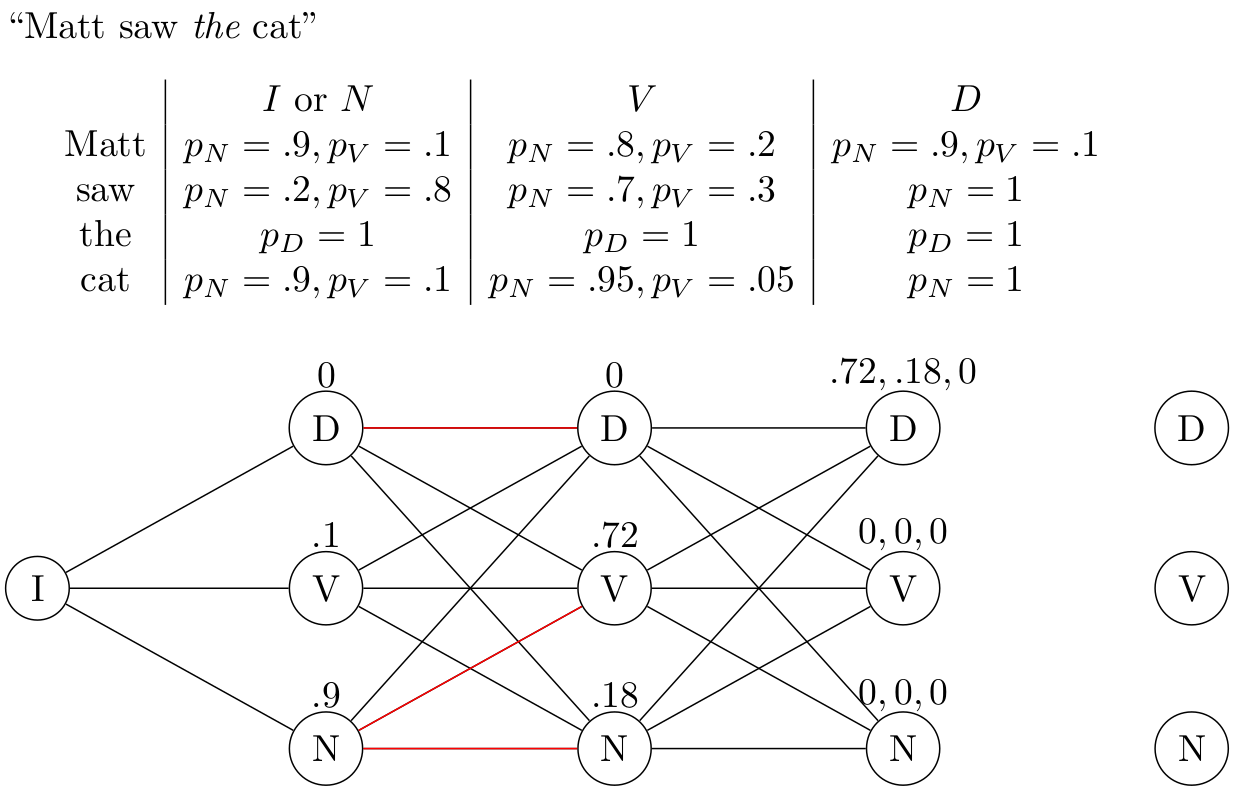 “Matt saw the cat”
I or N V D
Matt p_N = .9, p_V = .1 p_N = .8, p_V = .2 p_N = .9, p_V = .1
saw p_N = .2, p_V = .8 p_N = .7, p_V = .3 p_N = 1
the p_D = 1 p_D = 1 p_D = 1
cat p_N = .9, p_V = .1 p_N = .95, p_V = .05 p_N = 1
0 0 .72, .18, 0
D D D D
.1 .72 0, 0, 0
I V V V V
.9 .18 0, 0, 0
N N N N